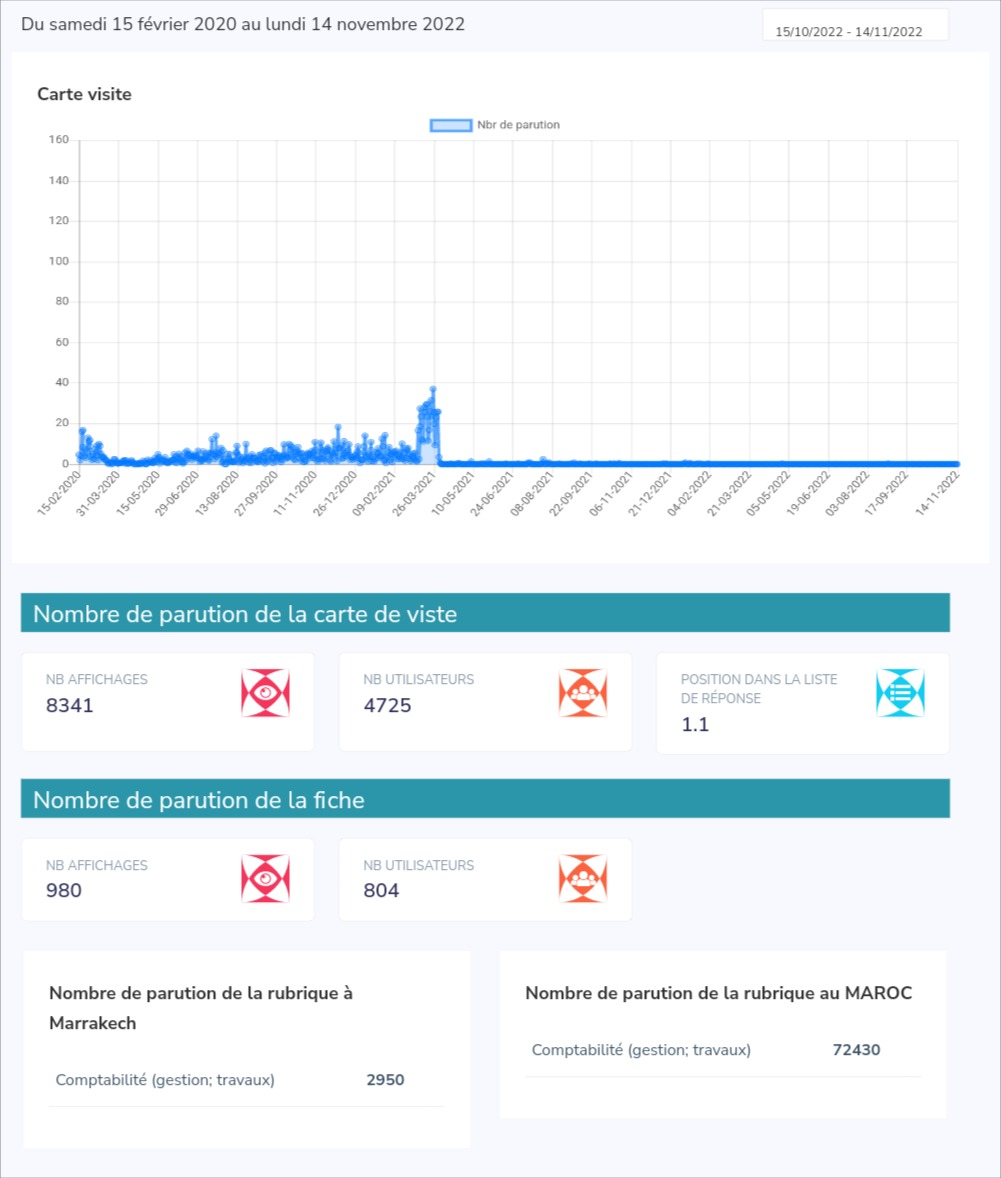 Du samedi 15 février 2020 au lundi 14 novembre 2022
15/10/2022 - 14/11/2022
Carte visite
Nbr de parution
160
140
120
100
80
60
40
20
0
15-02-2020
31-03-2020
15-05-2020
29-06-2020
13-08-2020
27-09-2020
11-11-2020
26-12-2020
09-02-2021
26-03-2021
10-05-2021
24-06-2021
08-08-2021
22-09-2021
06-11-2021
21-12-2021
04-02-2022
21-03-2022
05-05-2022
19-06-2022
03-08-2022
17-09-2022
14-11-2022
Nombre de parution de la carte de viste
NB AFFICHAGES
8341
NB UTILISATEURS
4725
POSITION DANS LA LISTE
DE RÉPONSE
1.1
Nombre de parution de la fiche
NB AFFICHAGES
980
NB UTILISATEURS
804
Nombre de parution de la rubrique à
Marrakech
Comptabilité (gestion; travaux) 2950
Nombre de parution de la rubrique au MAROC
Comptabilité (gestion; travaux) 72430